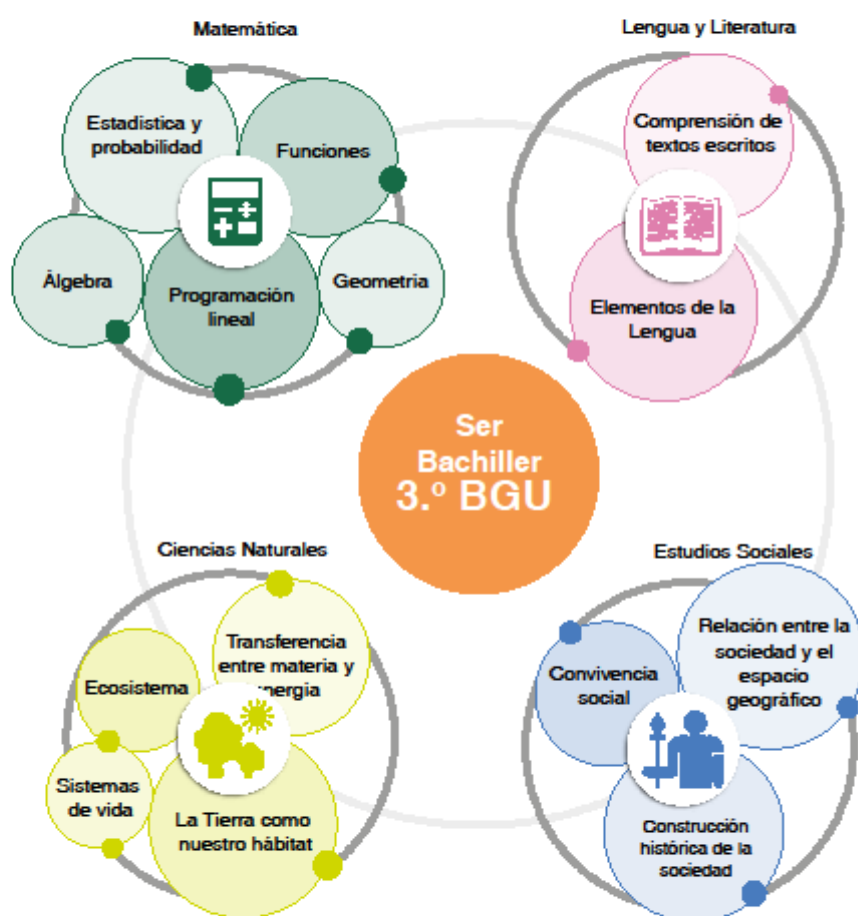 Matemática
Estadística y
probabilidad
Funciones
Álgebra
Programación
lineal
Geometría
Lengua y Literatura
Comprensión de
textos escritos
Elementos de la
Lengua
Ser
Bachiller
3.º BGU
Ciencias Naturales
Transferencia
entre materia y
energía
Ecosistema
Sistemas
de vida
La Tierra como
nuestro hábitat
Estudios Sociales
Relación entre la
sociedad y el
espacio
geográfico
Convivencia
social
Construcción
histórica de la
sociedad